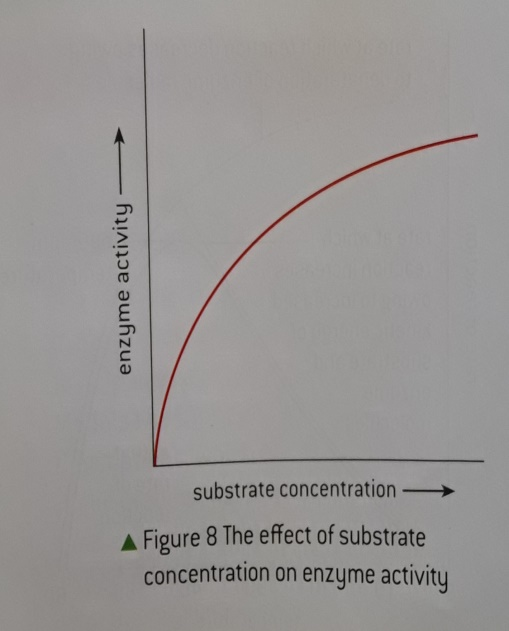 enzyme activity
substrate concentration
Figure 8 The effect of substrate
concentration on enzyme activity